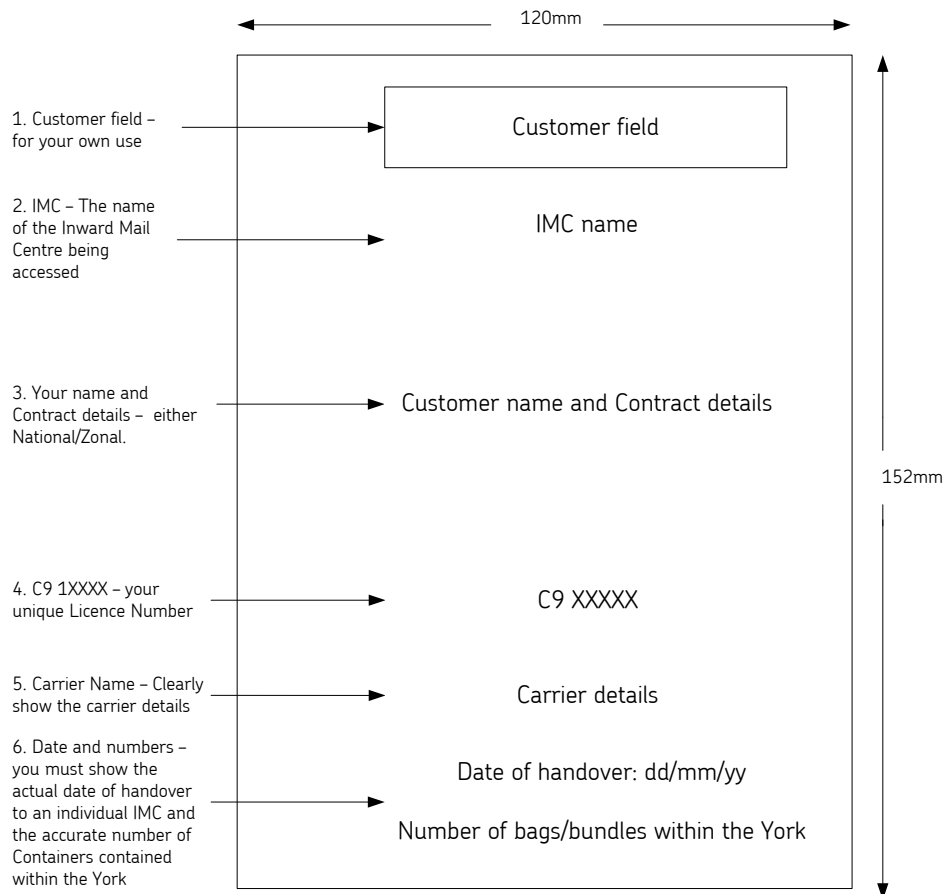 120mm
1. Customer field –
for your own use
Customer field
2. IMC – The name
of the Inward Mail
Centre being
accessed
IMC name
3. Your name and
Contract details –  either
National/Zonal.
Customer name and Contract details
152mm
4. C9 1XXXX – your
unique Licence Number
C9 XXXXX
5. Carrier Name – Clearly
show the carrier details
Carrier details
6. Date and numbers –
you must show the
actual date of handover
to an individual IMC and
the accurate number of
Containers contained
within the York
Date of handover: dd/mm/yy
Number of bags/bundles within the York